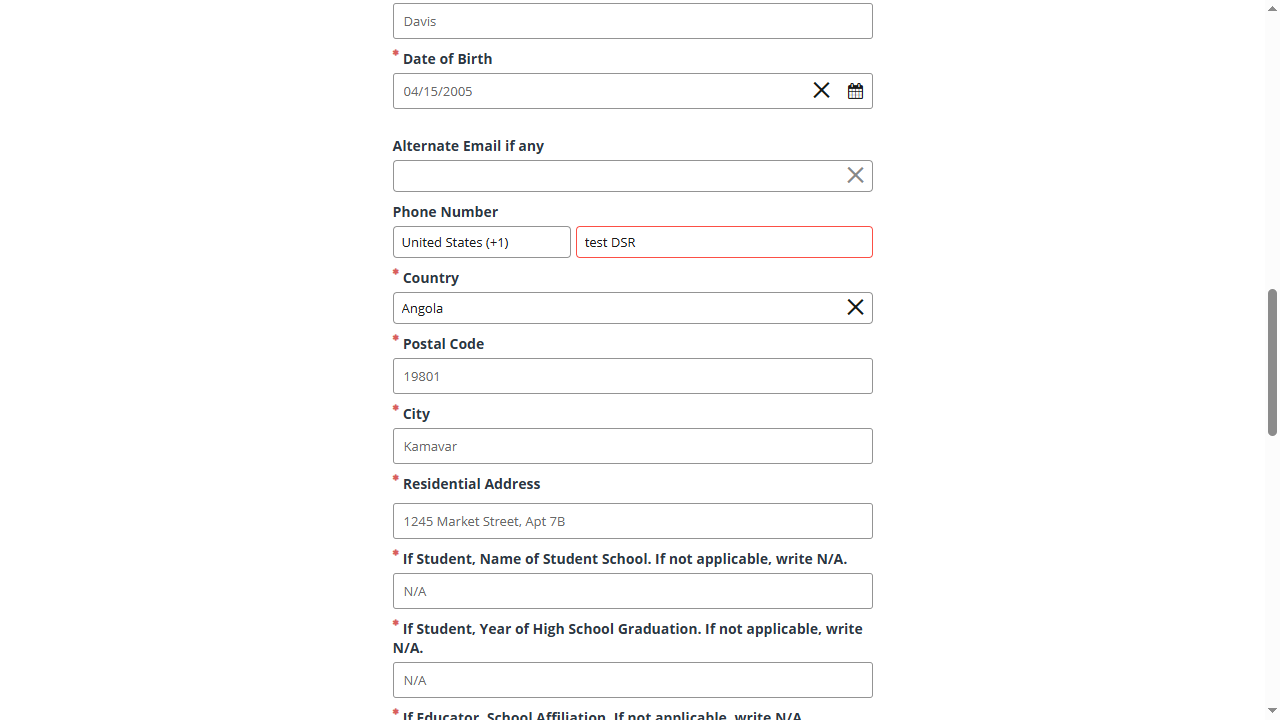 Davis
* Date of Birth
04/15/2005
Alternate Email if any
Phone Number
United States (+1) test DSR
* Country
Angola
* Postal Code
19801
* City
Kamavar
* Residential Address
1245 Market Street, Apt 7B
* If Student, Name of Student School. If not applicable, write N/A.
N/A
* If Student, Year of High School Graduation. If not applicable, write
N/A.
N/A
* If Educator, School Affiliation. If not applicable, write N/A.